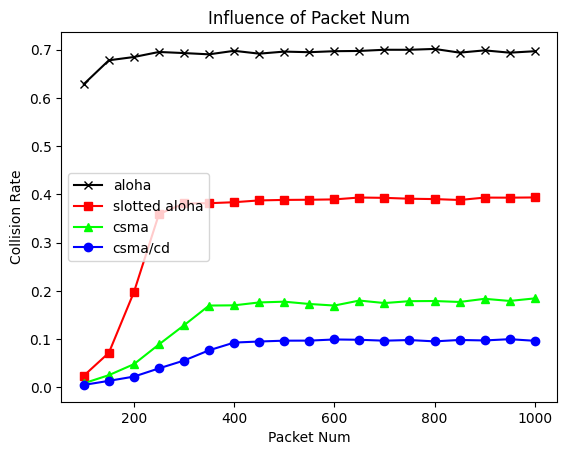 Influence of Packet Num
Collision Rate
0.7
0.6
0.5
0.4
0.3
0.2
0.1
0.0
aloha
slotted aloha
csma
csma/cd
200
400
600
800
1000
Packet Num